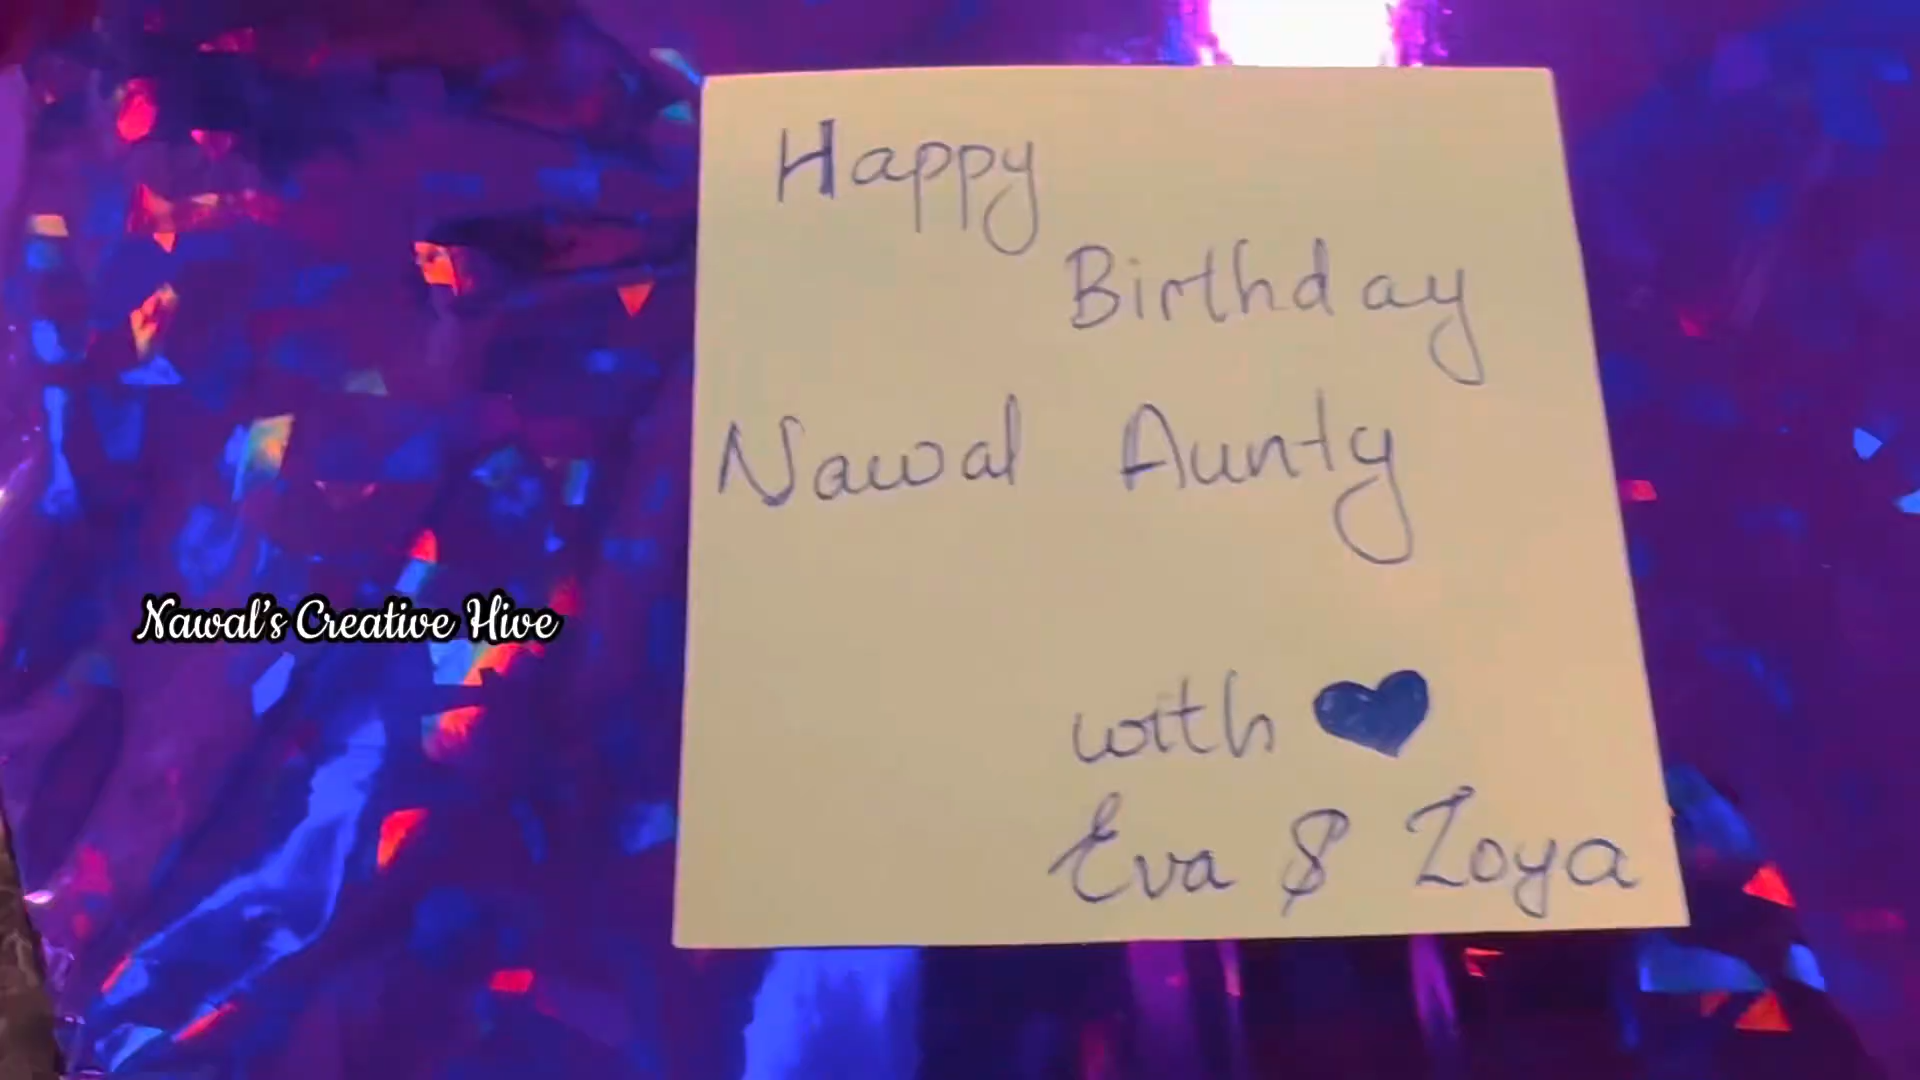 Happy
Birthday
Nawal Aunty
Nawal's Creative Hive
with ♥
Eva & Zoya